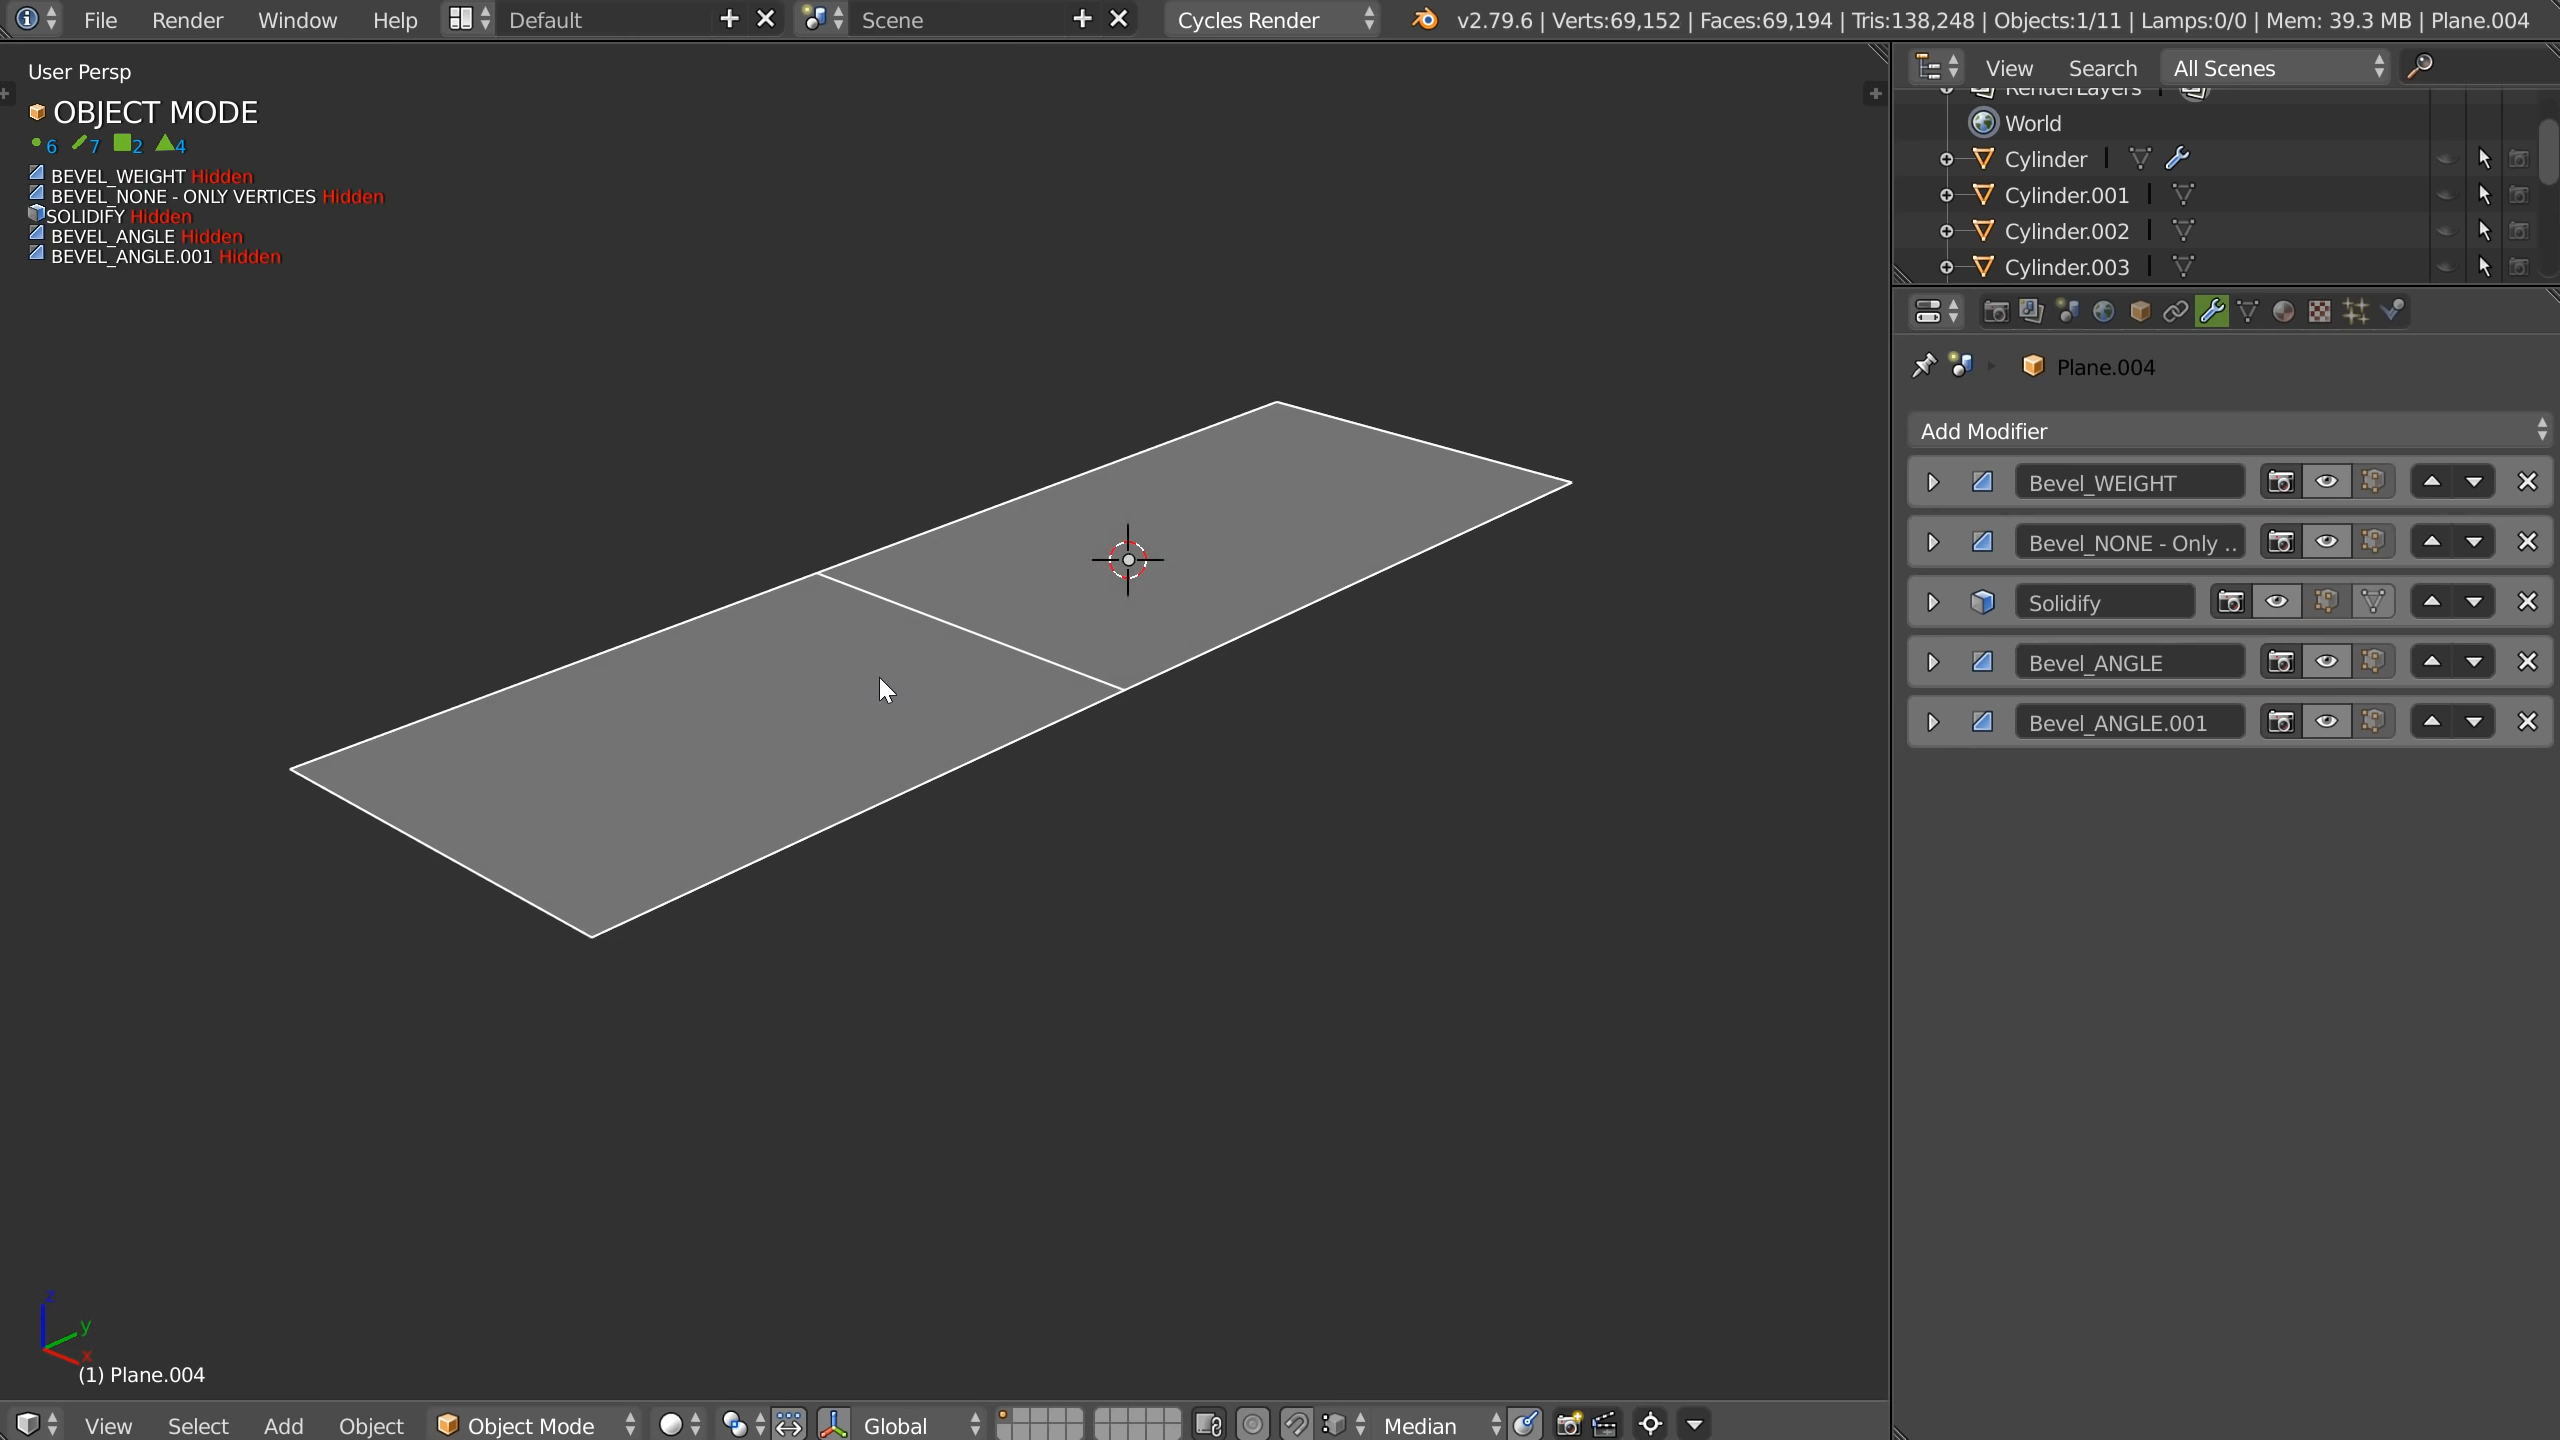 File Render Window Help Default Scene Cycles Render v2.79.6 | Verts:69,152 | Faces:69,194 | Tris:138,248 | Objects:1/11 | Lamps:0/0 | Mem: 39.3 MB | Plane.004
User Persp
OBJECT MODE
6 7 2 4
BEVEL_WEIGHT Hidden
BEVEL_NONE - ONLY VERTICES Hidden
SOLIDIFY Hidden
BEVEL_ANGLE Hidden
BEVEL_ANGLE.001 Hidden
View Search All Scenes
RenderLayers |
World
Cylinder |
Cylinder.001 |
Cylinder.002 |
Cylinder.003 |
Plane.004
Add Modifier
Bevel_WEIGHT
Bevel_NONE - Only ..
Solidify
Bevel_ANGLE
Bevel_ANGLE.001
z
y
x
(1) Plane.004
View Select Add Object Object Mode Global Median